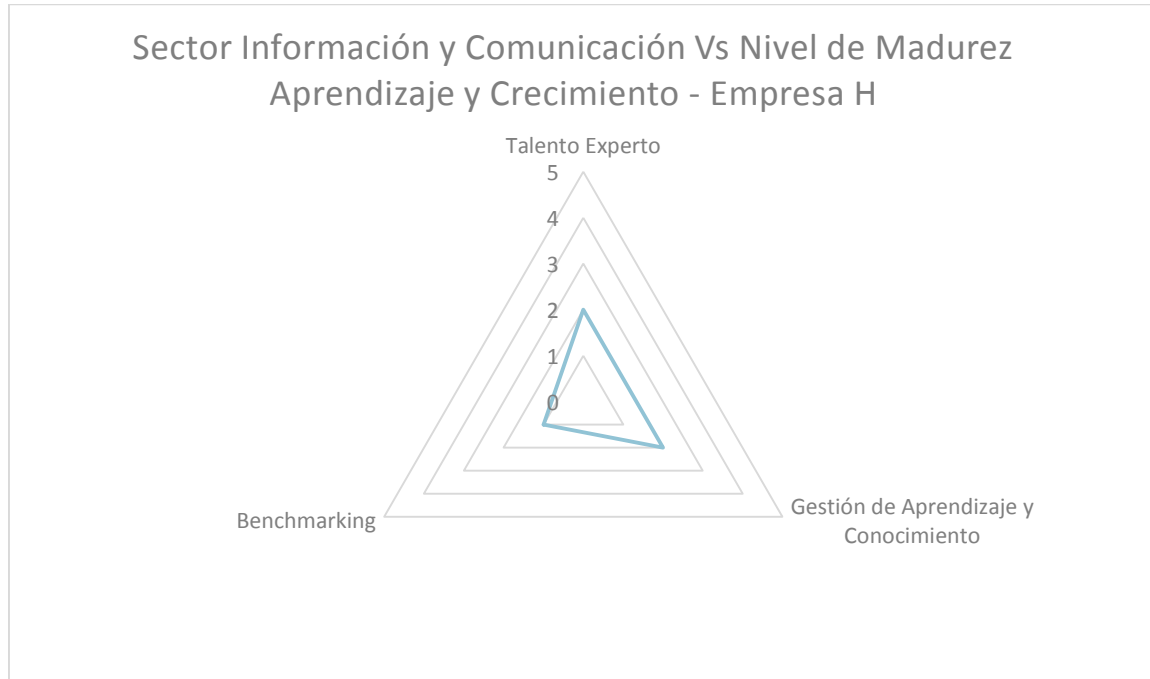 Sector Información y Comunicación Vs Nivel de Madurez
Aprendizaje y Crecimiento - Empresa H
Talento Experto
5
4
3
2
1
0
Benchmarking
Gestión de Aprendizaje y
Conocimiento